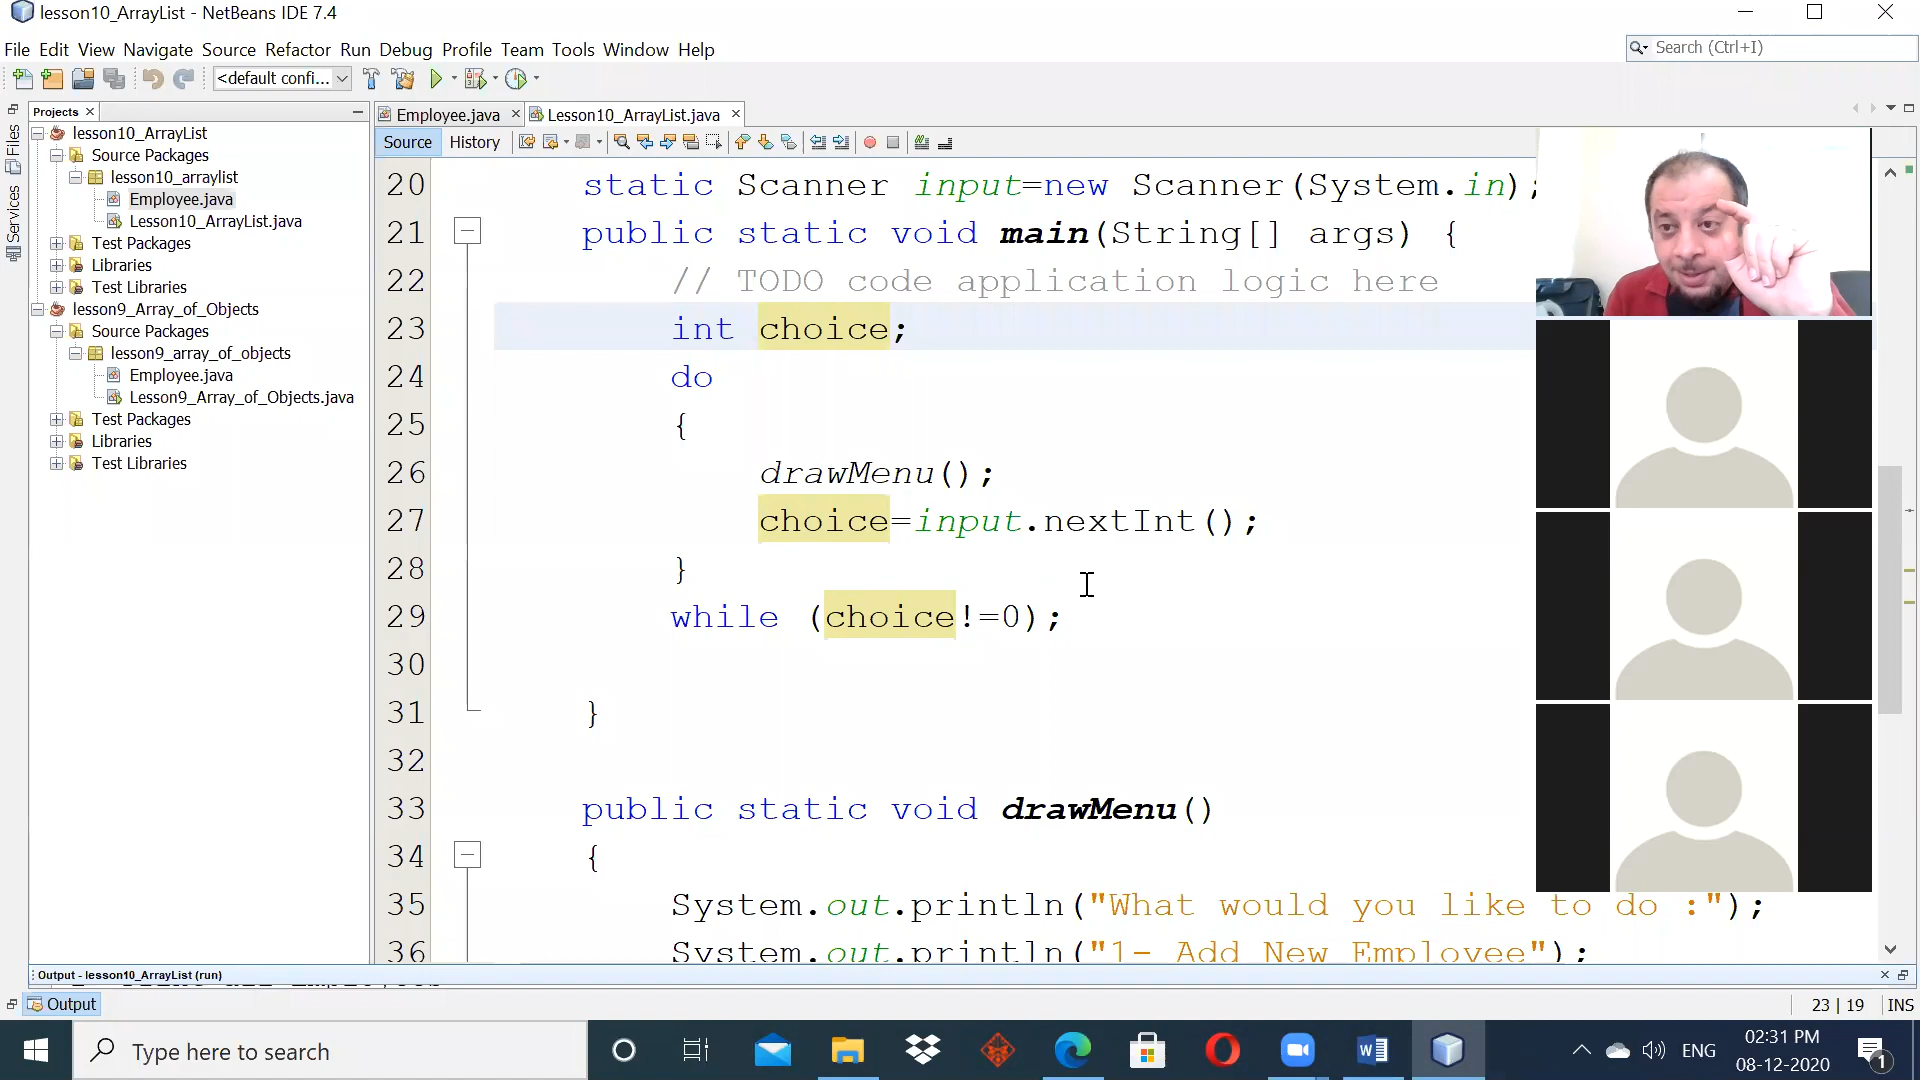 lesson10_ArrayList - NetBeans IDE 7.4
File Edit View Navigate Source Refactor Run Debug Profile Team Tools Window Help
Search (Ctrl+I)
<default confi...
Projects
Files
Services
lesson10_ArrayList
Source Packages
lesson10_arraylist
Employee.java
Lesson10_ArrayList.java
Test Packages
Libraries
Test Libraries
lesson9_Array_of_Objects
Source Packages
lesson9_array_of_objects
Employee.java
Lesson9_Array_of_Objects.java
Test Packages
Libraries
Test Libraries
Employee.java
Lesson10_ArrayList.java
Source History
20 static Scanner input=new Scanner(System.in);
21 public static void main(String[] args) {
22 // TODO code application logic here
23 int choice;
24 do
25 {
26 drawMenu();
27 choice=input.nextInt();
28 }
29 while (choice!=0);
30
31 }
32
33 public static void drawMenu()
34 {
35 System.out.println("What would you like to do :");
36 System.out.println("1- Add New Employee");
Output - lesson10_ArrayList (run)
Output
23 | 19 INS
Type here to search
ENG
02:31 PM
08-12-2020
1